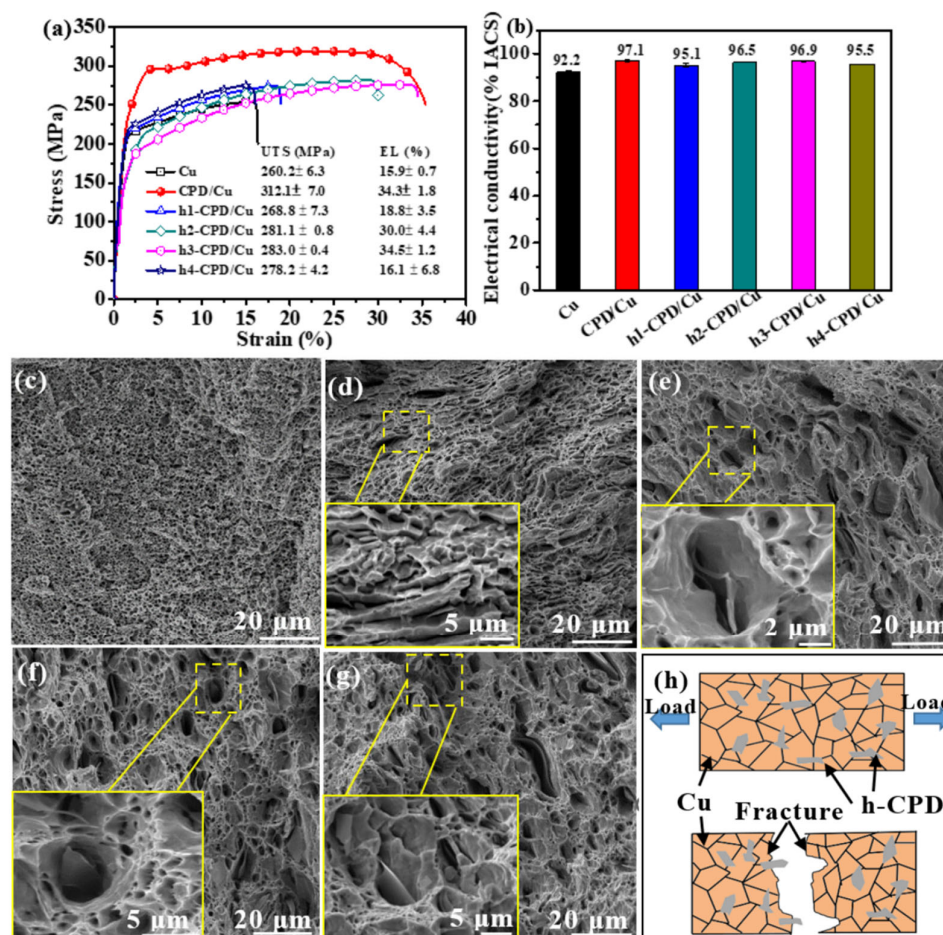 (a)
350
300
250
200
150
100
50
0
Stress (MPa)
0 5 10 15 20 25 30 35 40
Strain (%)
UTS (MPa) EL (%)
Cu 260.2± 6.3 15.9± 0.7
CPD/Cu 312.1± 7.0 34.3± 1.8
h1-CPD/Cu 268.8 ± 7.3 18.8± 3.5
h2-CPD/Cu 281.1 ± 0.8 30.0± 4.4
h3-CPD/Cu 283.0 ± 0.4 34.5± 1.2
h4-CPD/Cu 278.2 ± 4.2 16.1 ± 6.8
(b)
100
80
60
40
20
0
Electrical conductivity(% IACS)
92.2 97.1 95.1 96.5 96.9 95.5
Cu CPD/Cu h1-CPD/Cu h2-CPD/Cu h3-CPD/Cu h4-CPD/Cu
(c)
20 μm
(d)
5 μm
20 μm
(e)
2 μm
20 μm
(f)
5 μm
20 μm
(g)
5 μm
20 μm
(h)
Load Load
Cu Fracture h-CPD